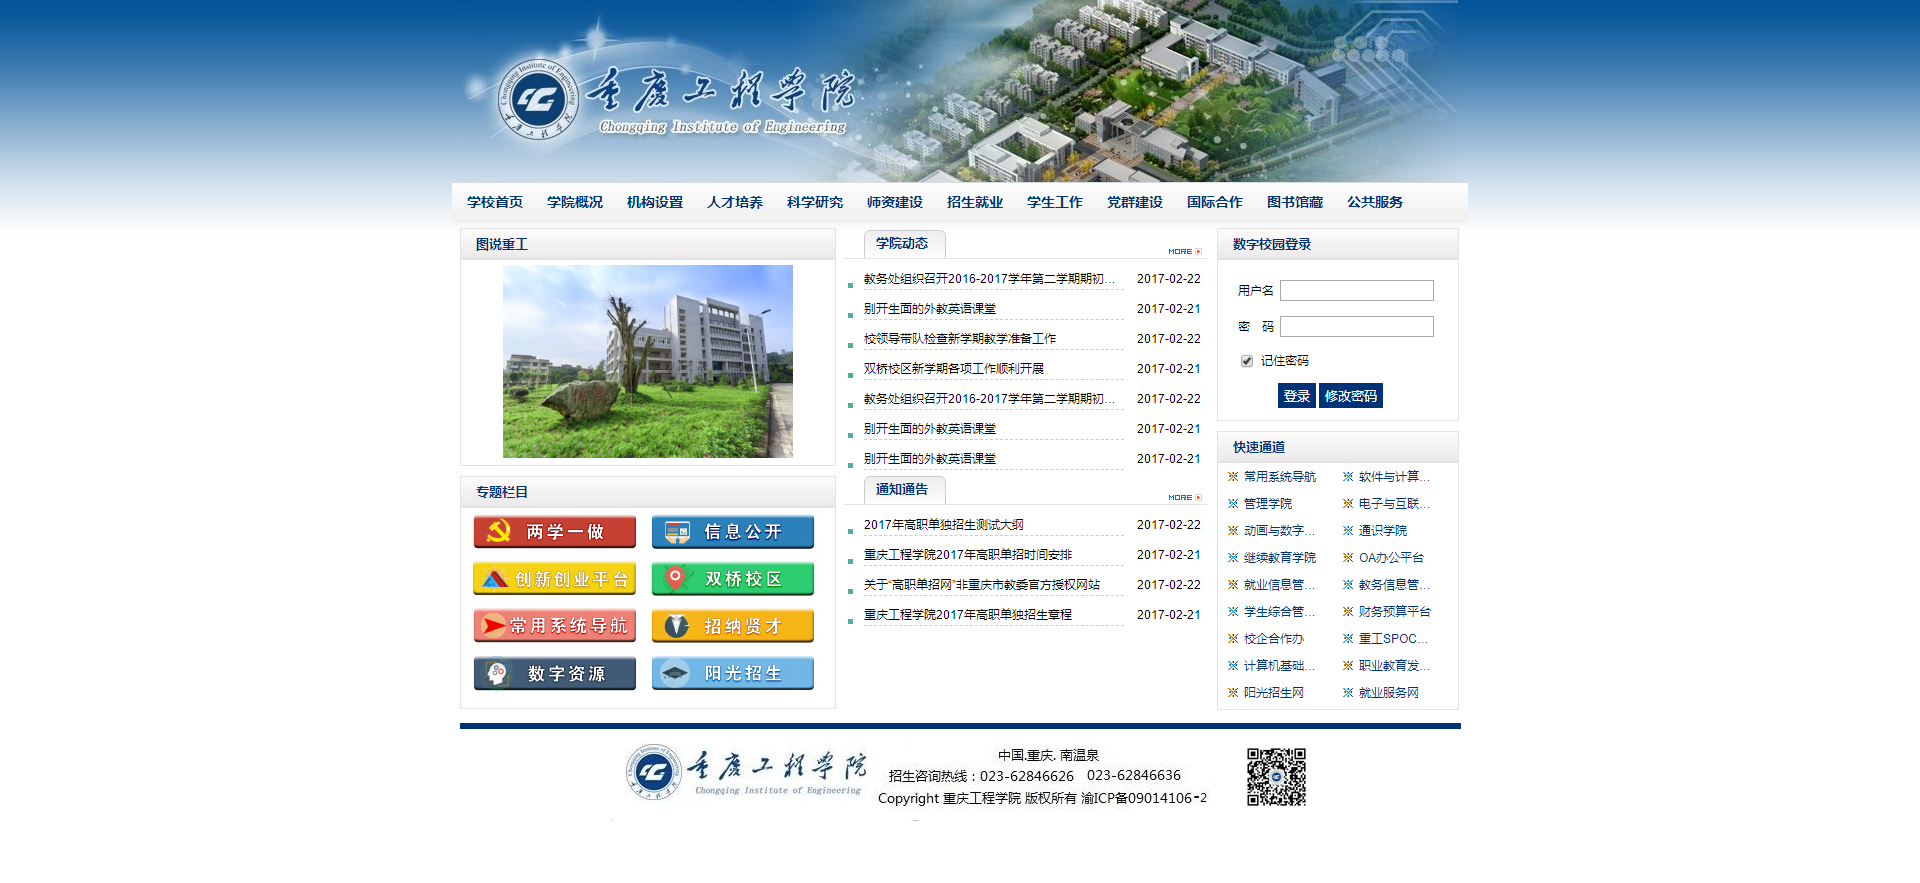 重庆工程学院
Chongqing Institute of Engineering
学校首页 学院概况 机构设置 人才培养 科学研究 师资建设 招生就业 学生工作 党群建设 国际合作 图书馆藏 公共服务
图说重工
专题栏目
两学一做 信息公开
创新创业平台 双桥校区
常用系统导航 招纳贤才
数字资源 阳光招生
学院动态 MORE
教务处组织召开2016-2017学年第二学期期初... 2017-02-22
别开生面的外教英语课堂 2017-02-21
校领导带队检查新学期教学准备工作 2017-02-22
双桥校区新学期各项工作顺利开展 2017-02-21
教务处组织召开2016-2017学年第二学期期初... 2017-02-22
别开生面的外教英语课堂 2017-02-21
别开生面的外教英语课堂 2017-02-21
通知通告 MORE
2017年高职单独招生测试大纲 2017-02-22
重庆工程学院2017年高职单招时间安排 2017-02-21
关于“高职单招网”非重庆市教委官方授权网站 2017-02-22
重庆工程学院2017年高职单独招生章程 2017-02-21
数字校园登录
用户名
密 码
记住密码
登录 修改密码
快速通道
※ 常用系统导航 ※ 软件与计算...
※ 管理学院 ※ 电子与互联...
※ 动画与数字... ※ 通识学院
※ 继续教育学院 ※ OA办公平台
※ 就业信息管... ※ 教务信息管...
※ 学生综合管... ※ 财务预算平台
※ 校企合作办 ※ 重工SPOC...
※ 计算机基础... ※ 职业教育发...
※ 阳光招生网 ※ 就业服务网
重庆工程学院
Chongqing Institute of Engineering
中国.重庆. 南温泉
招生咨询热线：023-62846626 023-62846636
Copyright 重庆工程学院 版权所有 渝ICP备09014106-2